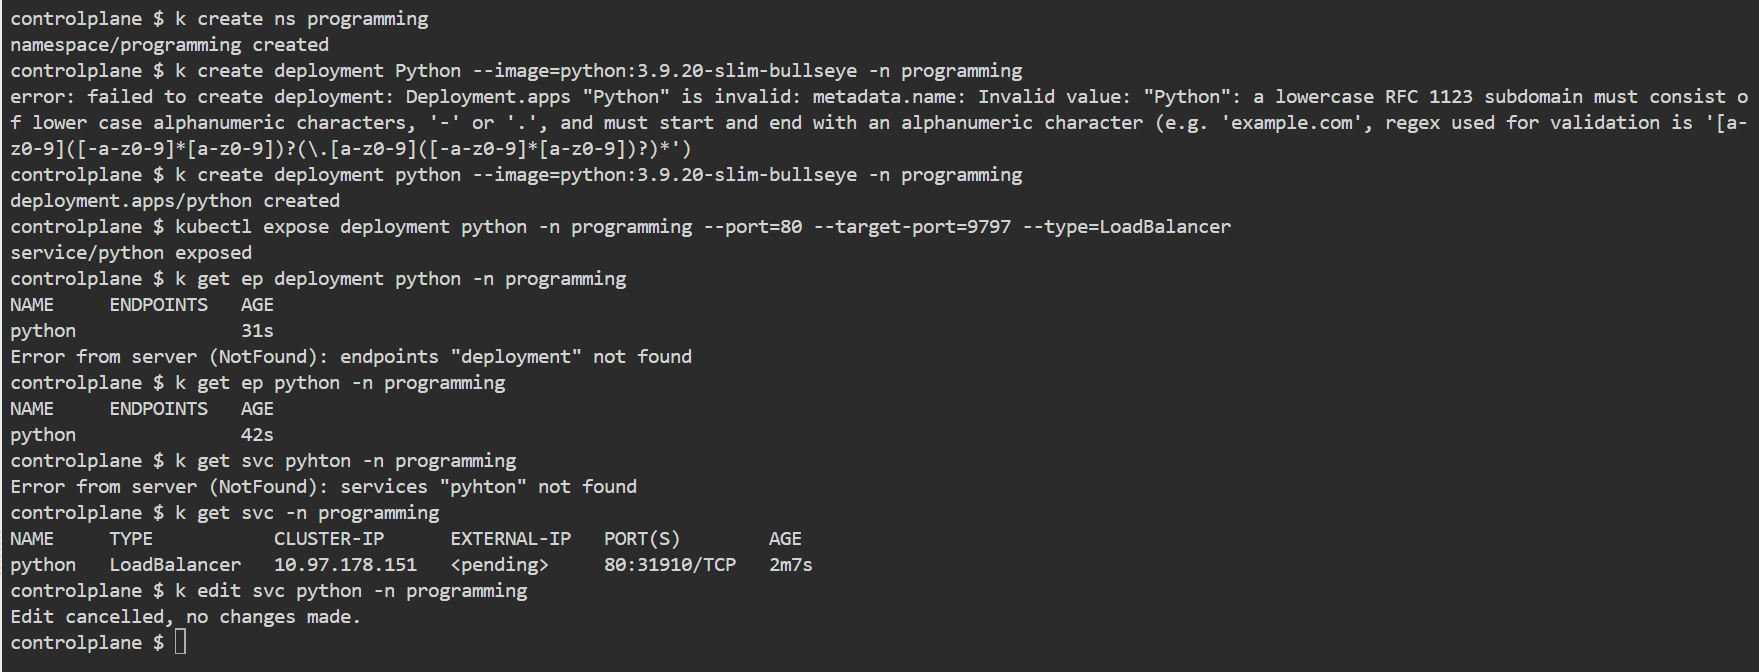 controlplane $ k create ns programming
namespace/programming created
controlplane $ k create deployment Python --image=python:3.9.20-slim-bullseye -n programming
error: failed to create deployment: Deployment.apps "Python" is invalid: metadata.name: Invalid value: "Python": a lowercase RFC 1123 subdomain must consist o
f lower case alphanumeric characters, '-' or '.', and must start and end with an alphanumeric character (e.g. 'example.com', regex used for validation is '[a-
z0-9]([-a-z0-9]*[a-z0-9])?(\.[a-z0-9]([-a-z0-9]*[a-z0-9])?)*')
controlplane $ k create deployment python --image=python:3.9.20-slim-bullseye -n programming
deployment.apps/python created
controlplane $ kubectl expose deployment python -n programming --port=80 --target-port=9797 --type=LoadBalancer
service/python exposed
controlplane $ k get ep deployment python -n programming
NAME     ENDPOINTS   AGE
python               31s
Error from server (NotFound): endpoints "deployment" not found
controlplane $ k get ep python -n programming
NAME     ENDPOINTS   AGE
python               42s
controlplane $ k get svc pyhton -n programming
Error from server (NotFound): services "pyhton" not found
controlplane $ k get svc -n programming
NAME     TYPE           CLUSTER-IP      EXTERNAL-IP   PORT(S)        AGE
python   LoadBalancer   10.97.178.151   <pending>     80:31910/TCP   2m7s
controlplane $ k edit svc python -n programming
Edit cancelled, no changes made.
controlplane $